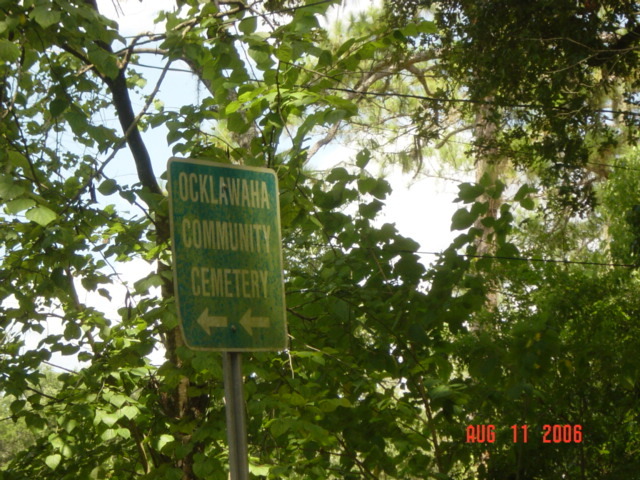 OCKLAWAHA
COMMUNITY
CEMETERY
AUG 11 2006